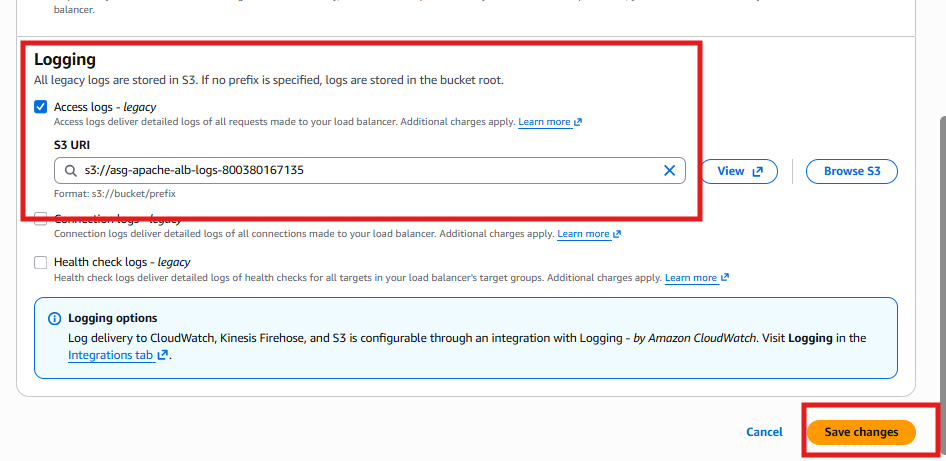 balancer.
Logging
All legacy logs are stored in S3. If no prefix is specified, logs are stored in the bucket root.
Access logs - legacy
Access logs deliver detailed logs of all requests made to your load balancer. Additional charges apply. Learn more
S3 URI
s3://asg-apache-alb-logs-800380167135
View
Browse S3
Format: s3://bucket/prefix
Connection logs - legacy
Connection logs deliver detailed logs of all connections made to your load balancer. Additional charges apply. Learn more
Health check logs - legacy
Health check logs deliver detailed logs of health checks for all targets in your load balancer's target groups. Additional charges apply. Learn more
Logging options
Log delivery to CloudWatch, Kinesis Firehose, and S3 is configurable through an integration with Logging - by Amazon CloudWatch. Visit Logging in the
Integrations tab.
Cancel
Save changes